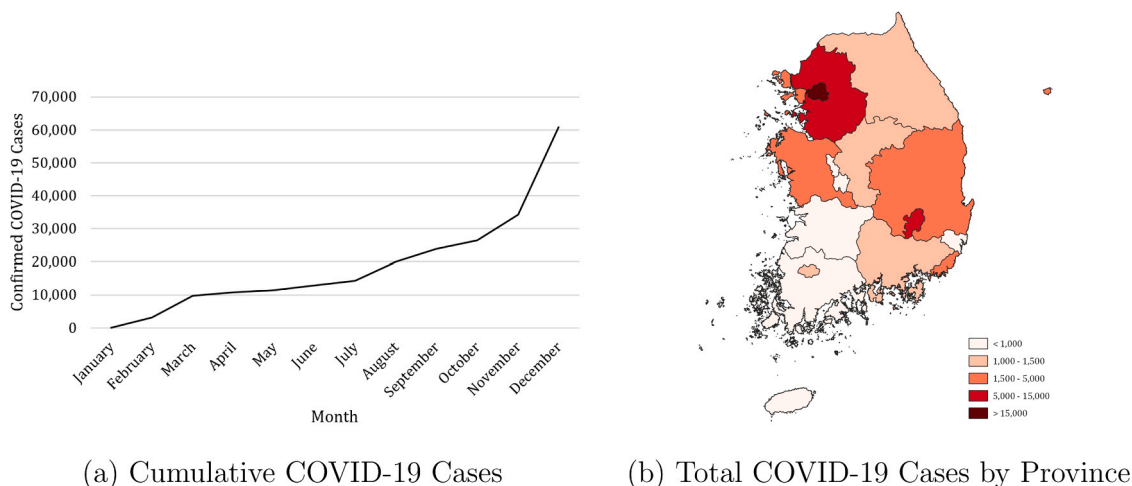 70,000
60,000
50,000
40,000
30,000
20,000
10,000
0
Confirmed COVID-19 Cases
January
February
March
April
May
June
July
August
September
October
November
December
Month
(a) Cumulative COVID-19 Cases
< 1,000
1,000 - 1,500
1,500 - 5,000
5,000 - 15,000
> 15,000
(b) Total COVID-19 Cases by Province